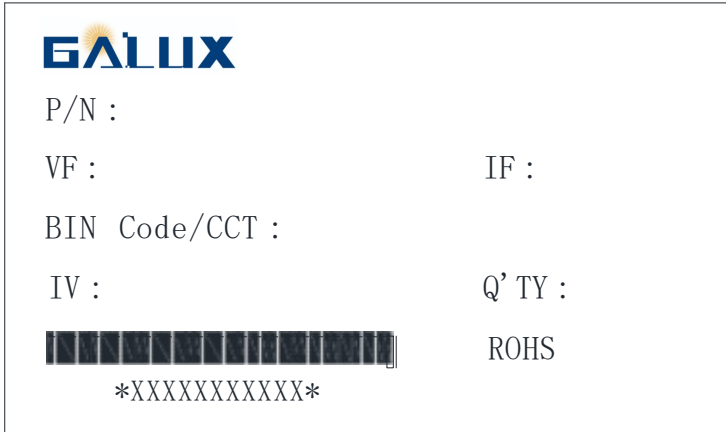 GALUX
P/N：
VF： IF：
BIN Code/CCT：
IV： Q'TY：
ROHS
*XXXXXXXXXXX*